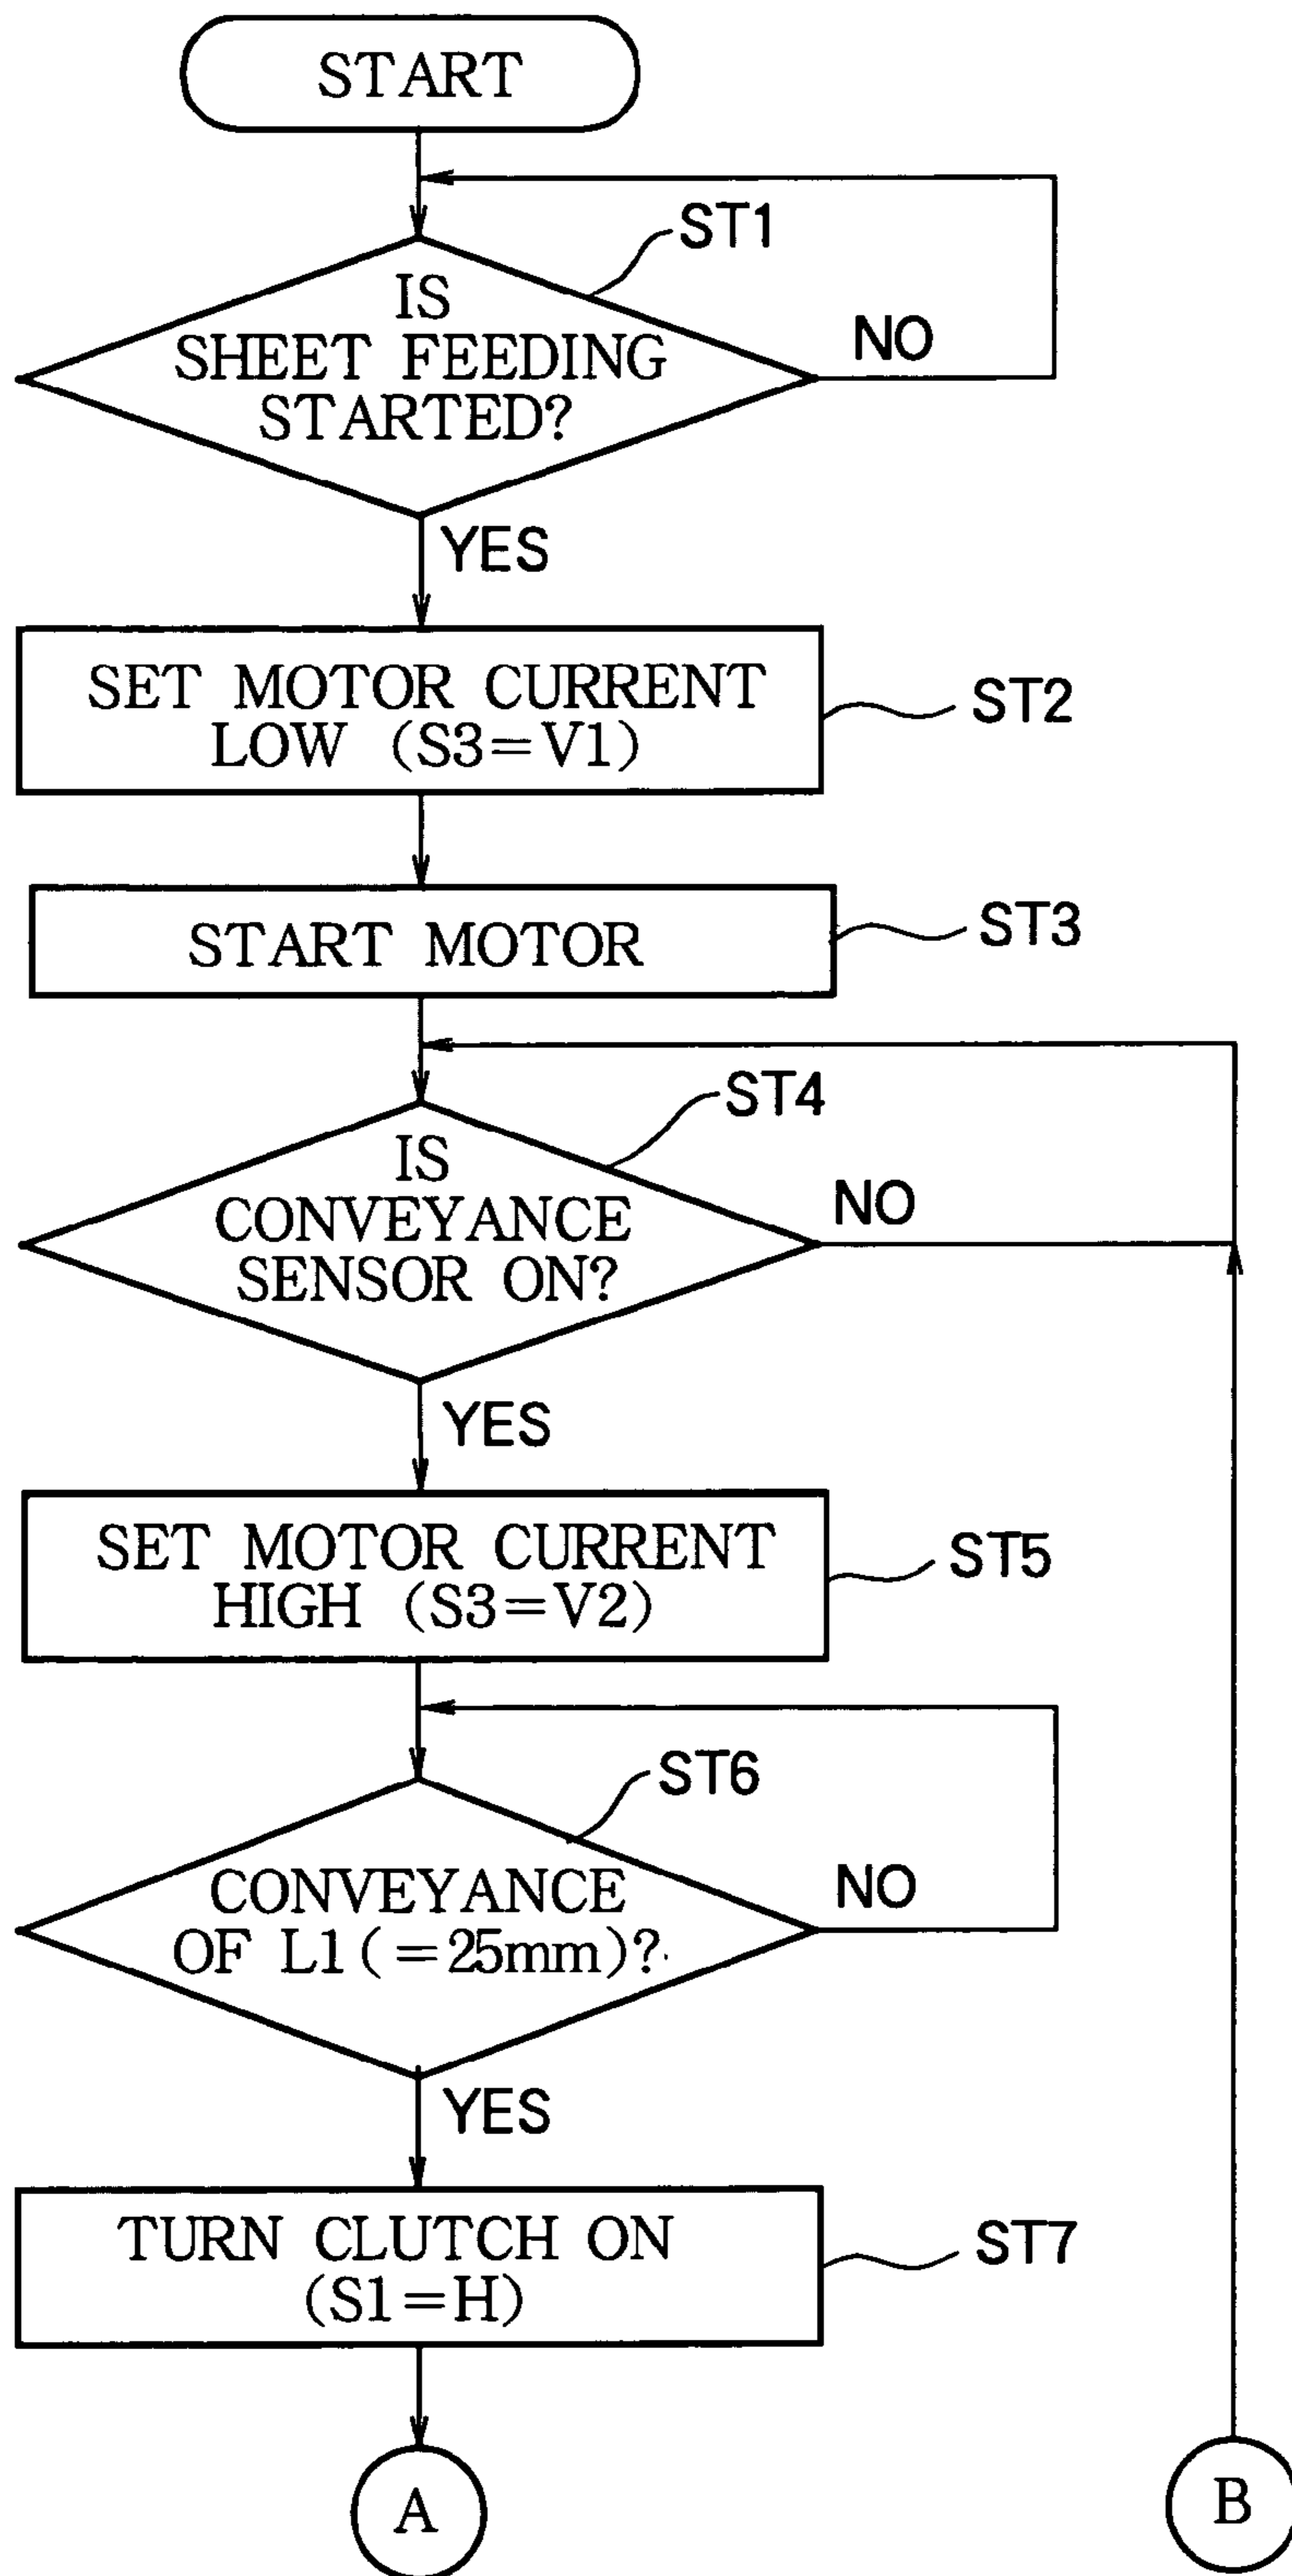 START
ST1
IS
SHEET FEEDING
STARTED?
NO
YES
SET MOTOR CURRENT
LOW (S3=V1)
ST2
START MOTOR
ST3
ST4
IS
CONVEYANCE
SENSOR ON?
NO
YES
SET MOTOR CURRENT
HIGH (S3=V2)
ST5
ST6
CONVEYANCE
OF L1(=25mm)?
NO
YES
TURN CLUTCH ON
(S1=H)
ST7
A
B